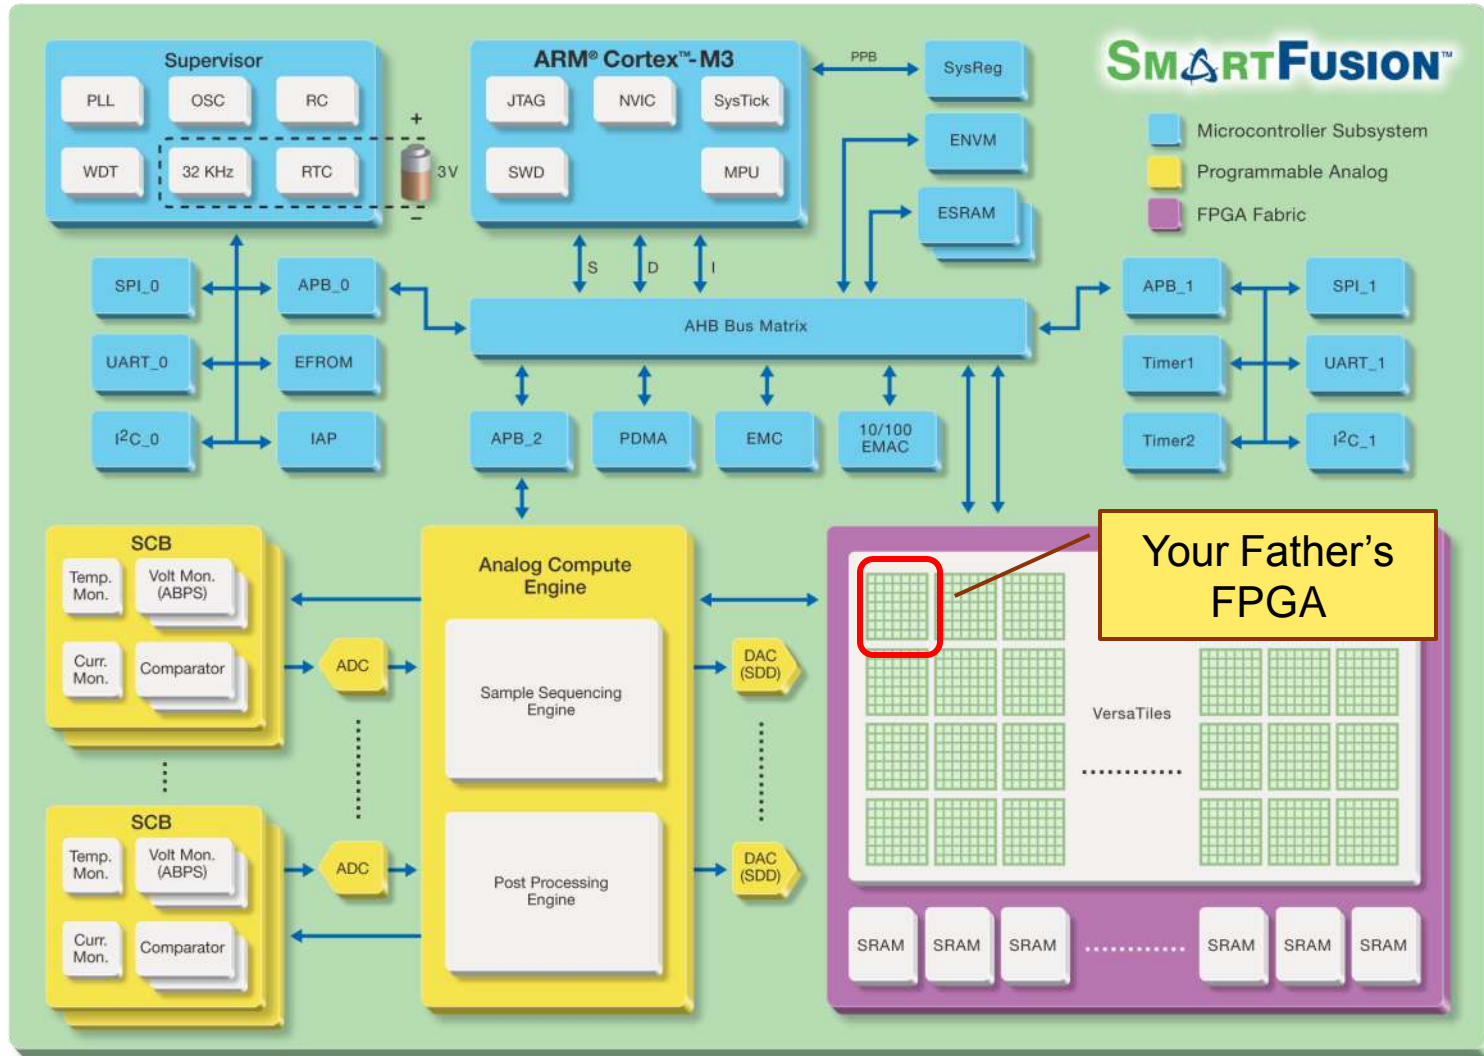 Supervisor
PLL
OSC
RC
WDT
32 KHz
RTC
+
3V
–
ARM® Cortex™-M3
JTAG
NVIC
SysTick
SWD
MPU
PPB
SysReg
ENVM
ESRAM
SMARTFUSION™
Microcontroller Subsystem
Programmable Analog
FPGA Fabric
S
D
I
SPI_0
APB_0
UART_0
EFROM
I²C_0
IAP
AHB Bus Matrix
APB_1
SPI_1
Timer1
UART_1
Timer2
I²C_1
APB_2
PDMA
EMC
10/100
EMAC
SCB
Temp.
Mon.
Volt Mon.
(ABPS)
Curr.
Mon.
Comparator
ADC
Analog Compute
Engine
Sample Sequencing
Engine
Post Processing
Engine
DAC
(SDD)
Your Father’s
FPGA
VersaTiles
SCB
Temp.
Mon.
Volt Mon.
(ABPS)
Curr.
Mon.
Comparator
ADC
DAC
(SDD)
SRAM
SRAM
SRAM
SRAM
SRAM
SRAM